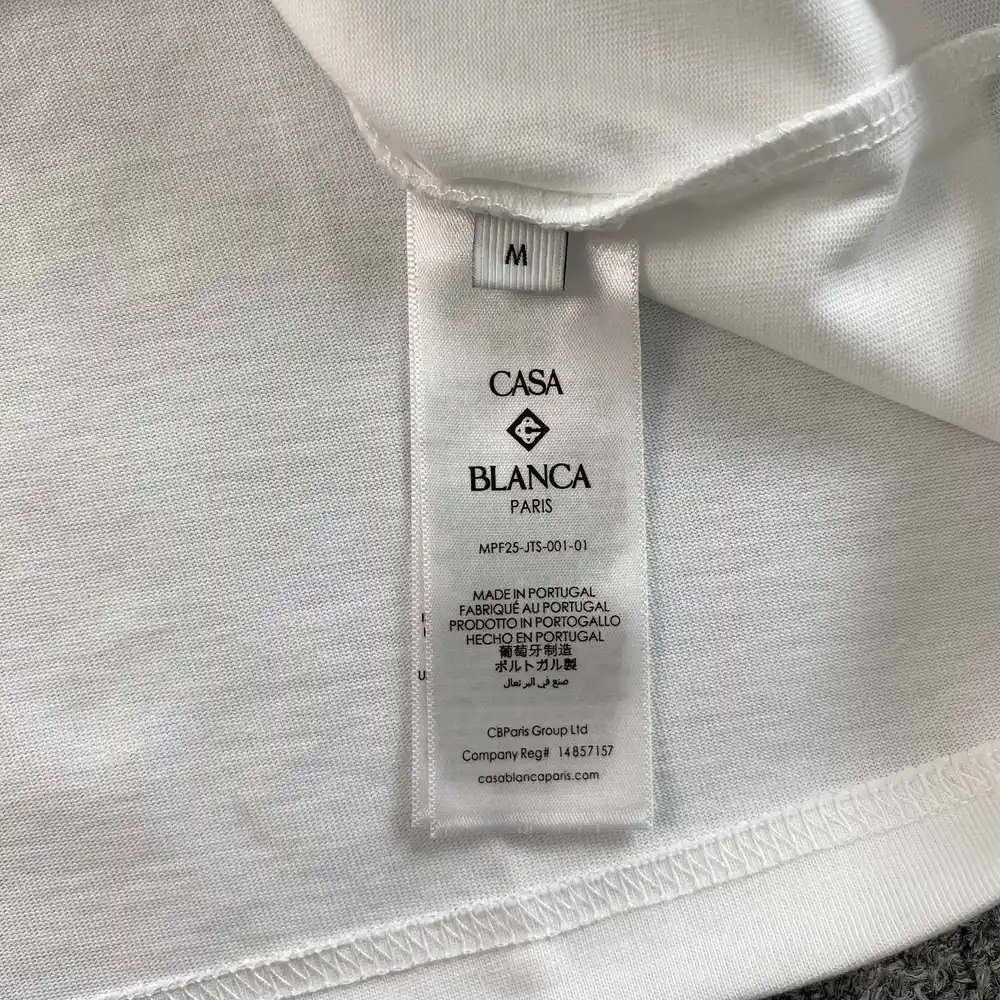 M
CASA
BLANCA
PARIS
MPF25-JTS-001-01
MADE IN PORTUGAL
FABRIQUÉ AU PORTUGAL
PRODOTTO IN PORTOGALLO
HECHO EN PORTUGAL
葡萄牙制造
ポルトガル製
صنع في البرتغال
CBParis Group Ltd
Company Reg# 14857157
casablancaparis.com